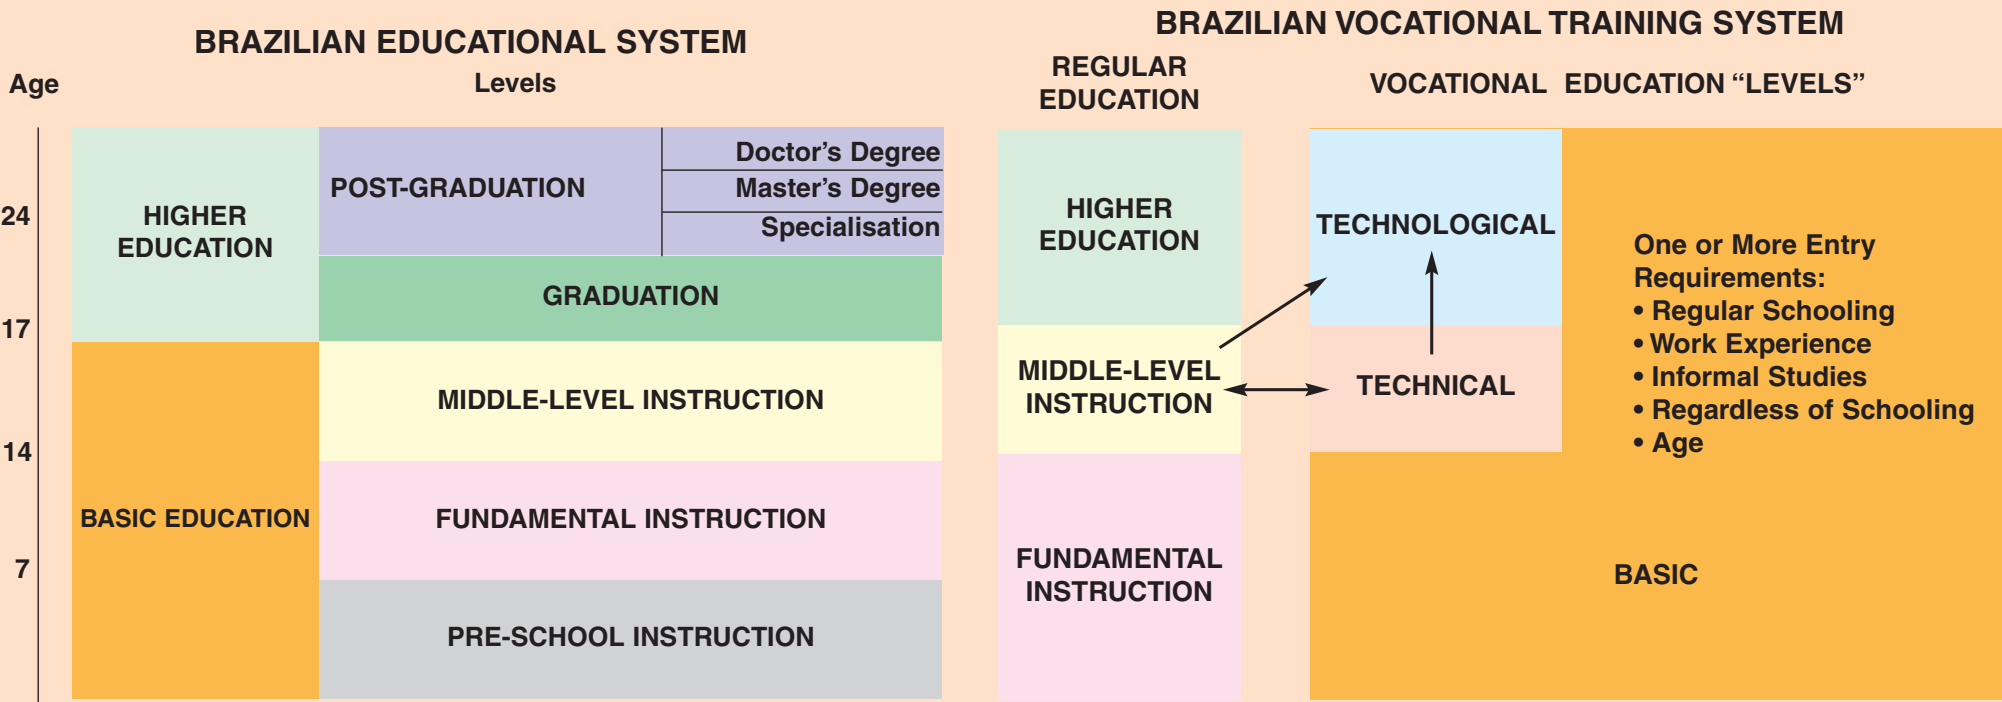 BRAZILIAN EDUCATIONAL SYSTEM
Age
Levels
HIGHER
EDUCATION
POST-GRADUATION
Doctor’s Degree
Master’s Degree
Specialisation
24
GRADUATION
17
MIDDLE-LEVEL INSTRUCTION
14
BASIC EDUCATION
FUNDAMENTAL INSTRUCTION
7
PRE-SCHOOL INSTRUCTION
BRAZILIAN VOCATIONAL TRAINING SYSTEM
REGULAR
EDUCATION
VOCATIONAL EDUCATION “LEVELS”
HIGHER
EDUCATION
TECHNOLOGICAL
MIDDLE-LEVEL
INSTRUCTION
TECHNICAL
FUNDAMENTAL
INSTRUCTION
One or More Entry
Requirements:
• Regular Schooling
• Work Experience
• Informal Studies
• Regardless of Schooling
• Age
BASIC